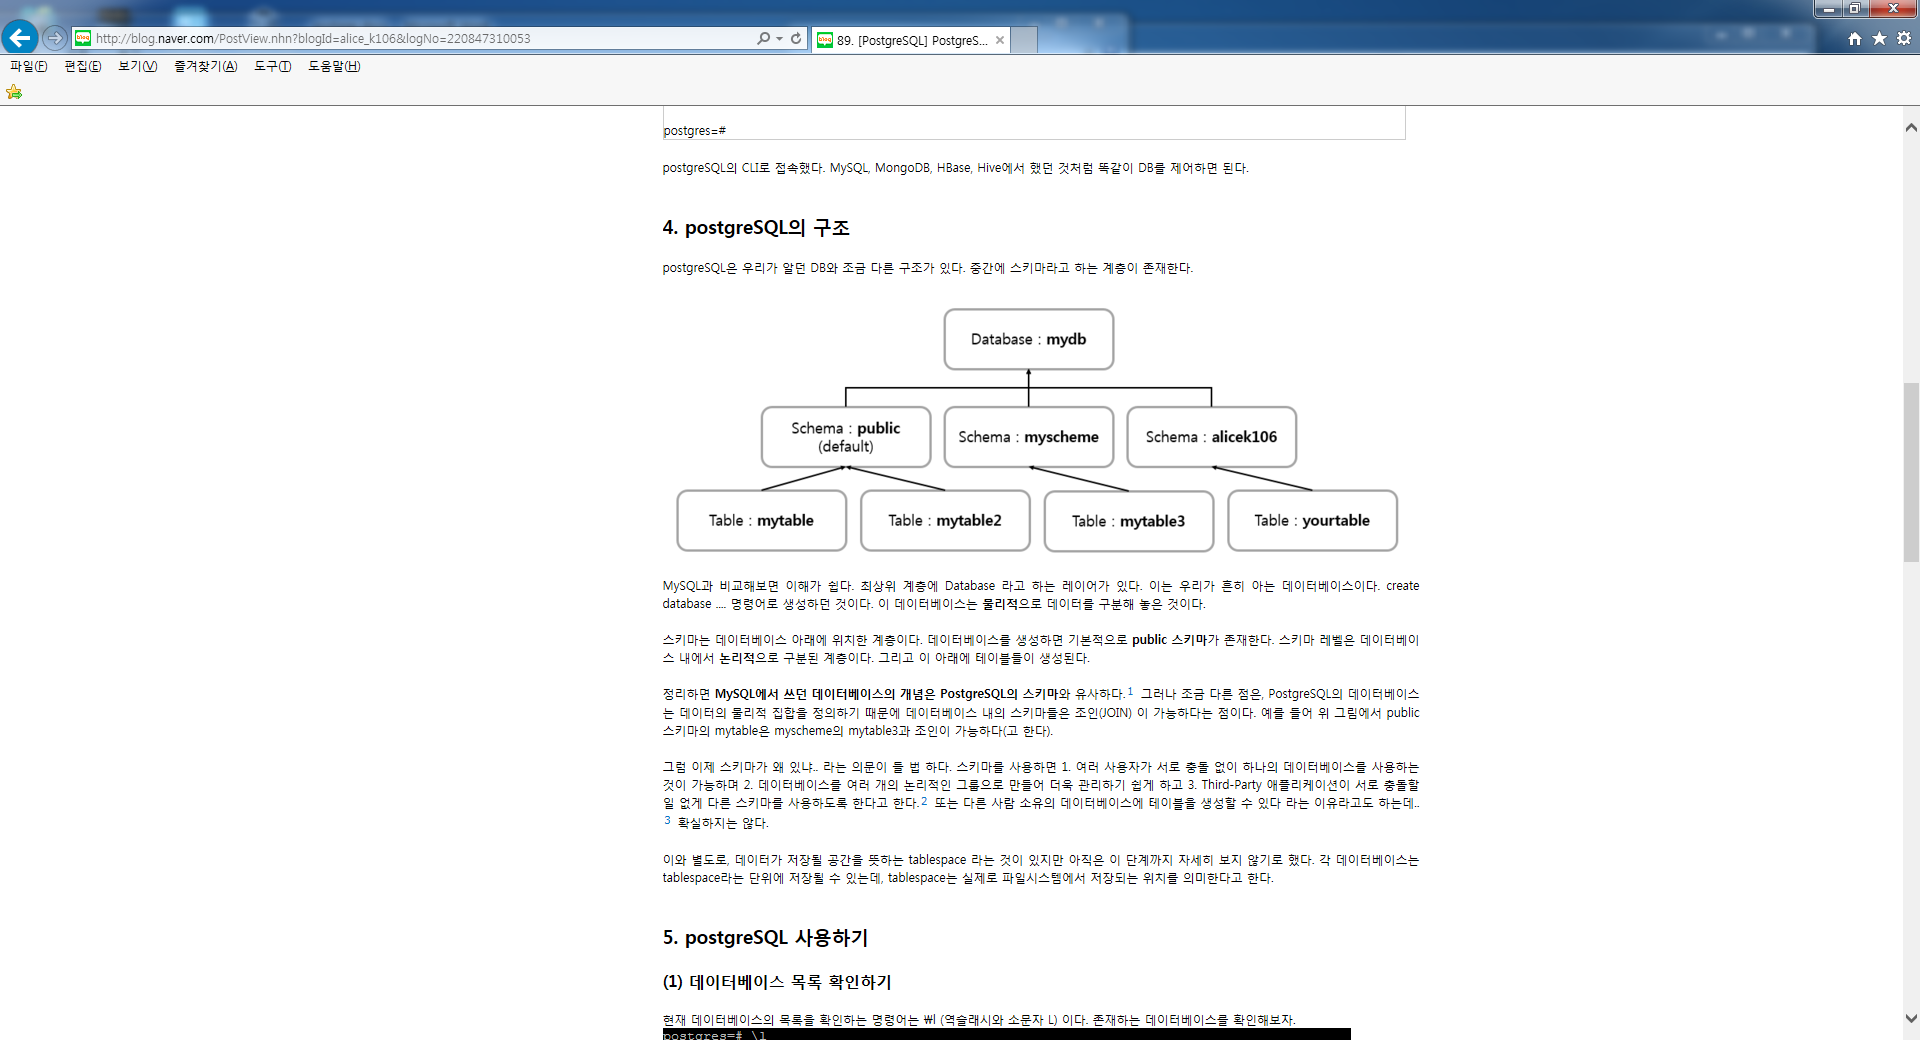 http://blog.naver.com/PostView.nhn?blogId=alice_k106&logNo=220847310053
89. [PostgreSQL] PostgreS...
파일(F) 편집(E) 보기(V) 즐겨찾기(A) 도구(T) 도움말(H)
postgres=#
postgreSQL의 CLI로 접속했다. MySQL, MongoDB, HBase, Hive에서 했던 것처럼 똑같이 DB를 제어하면 된다.
4. postgreSQL의 구조
postgreSQL은 우리가 알던 DB와 조금 다른 구조가 있다. 중간에 스키마라고 하는 계층이 존재한다.
Database : mydb
Schema : public
(default)
Schema : myscheme
Schema : alicek106
Table : mytable
Table : mytable2
Table : mytable3
Table : yourtable
MySQL과 비교해보면 이해가 쉽다. 최상위 계층에 Database 라고 하는 레이어가 있다. 이는 우리가 흔히 아는 데이터베이스이다. create
database .... 명령어로 생성하던 것이다. 이 데이터베이스는 물리적으로 데이터를 구분해 놓은 것이다.
스키마는 데이터베이스 아래에 위치한 계층이다. 데이터베이스를 생성하면 기본적으로 public 스키마가 존재한다. 스키마 레벨은 데이터베이
스 내에서 논리적으로 구분된 계층이다. 그리고 이 아래에 테이블들이 생성된다.
정리하면 MySQL에서 쓰던 데이터베이스의 개념은 PostgreSQL의 스키마와 유사하다.1 그러나 조금 다른 점은, PostgreSQL의 데이터베이스
는 데이터의 물리적 집합을 정의하기 때문에 데이터베이스 내의 스키마들은 조인(JOIN) 이 가능하다는 점이다. 예를 들어 위 그림에서 public
스키마의 mytable은 myscheme의 mytable3과 조인이 가능하다(고 한다).
그럼 이제 스키마가 왜 있냐.. 라는 의문이 들 법 하다. 스키마를 사용하면 1. 여러 사용자가 서로 충돌 없이 하나의 데이터베이스를 사용하는
것이 가능하며 2. 데이터베이스를 여러 개의 논리적인 그룹으로 만들어 더욱 관리하기 쉽게 하고 3. Third-Party 애플리케이션이 서로 충돌할
일 없게 다른 스키마를 사용하도록 한다고 한다.2 또는 다른 사람 소유의 데이터베이스에 테이블을 생성할 수 있다 라는 이유라고도 하는데..
3 확실하지는 않다.
이와 별도로, 데이터가 저장될 공간을 뜻하는 tablespace 라는 것이 있지만 아직은 이 단계까지 자세히 보지 않기로 했다. 각 데이터베이스는
tablespace라는 단위에 저장될 수 있는데, tablespace는 실제로 파일시스템에서 저장되는 위치를 의미한다고 한다.
5. postgreSQL 사용하기
(1) 데이터베이스 목록 확인하기
현재 데이터베이스의 목록을 확인하는 명령어는 ₩l (역슬래시와 소문자 L) 이다. 존재하는 데이터베이스를 확인해보자.
postgres=# \l